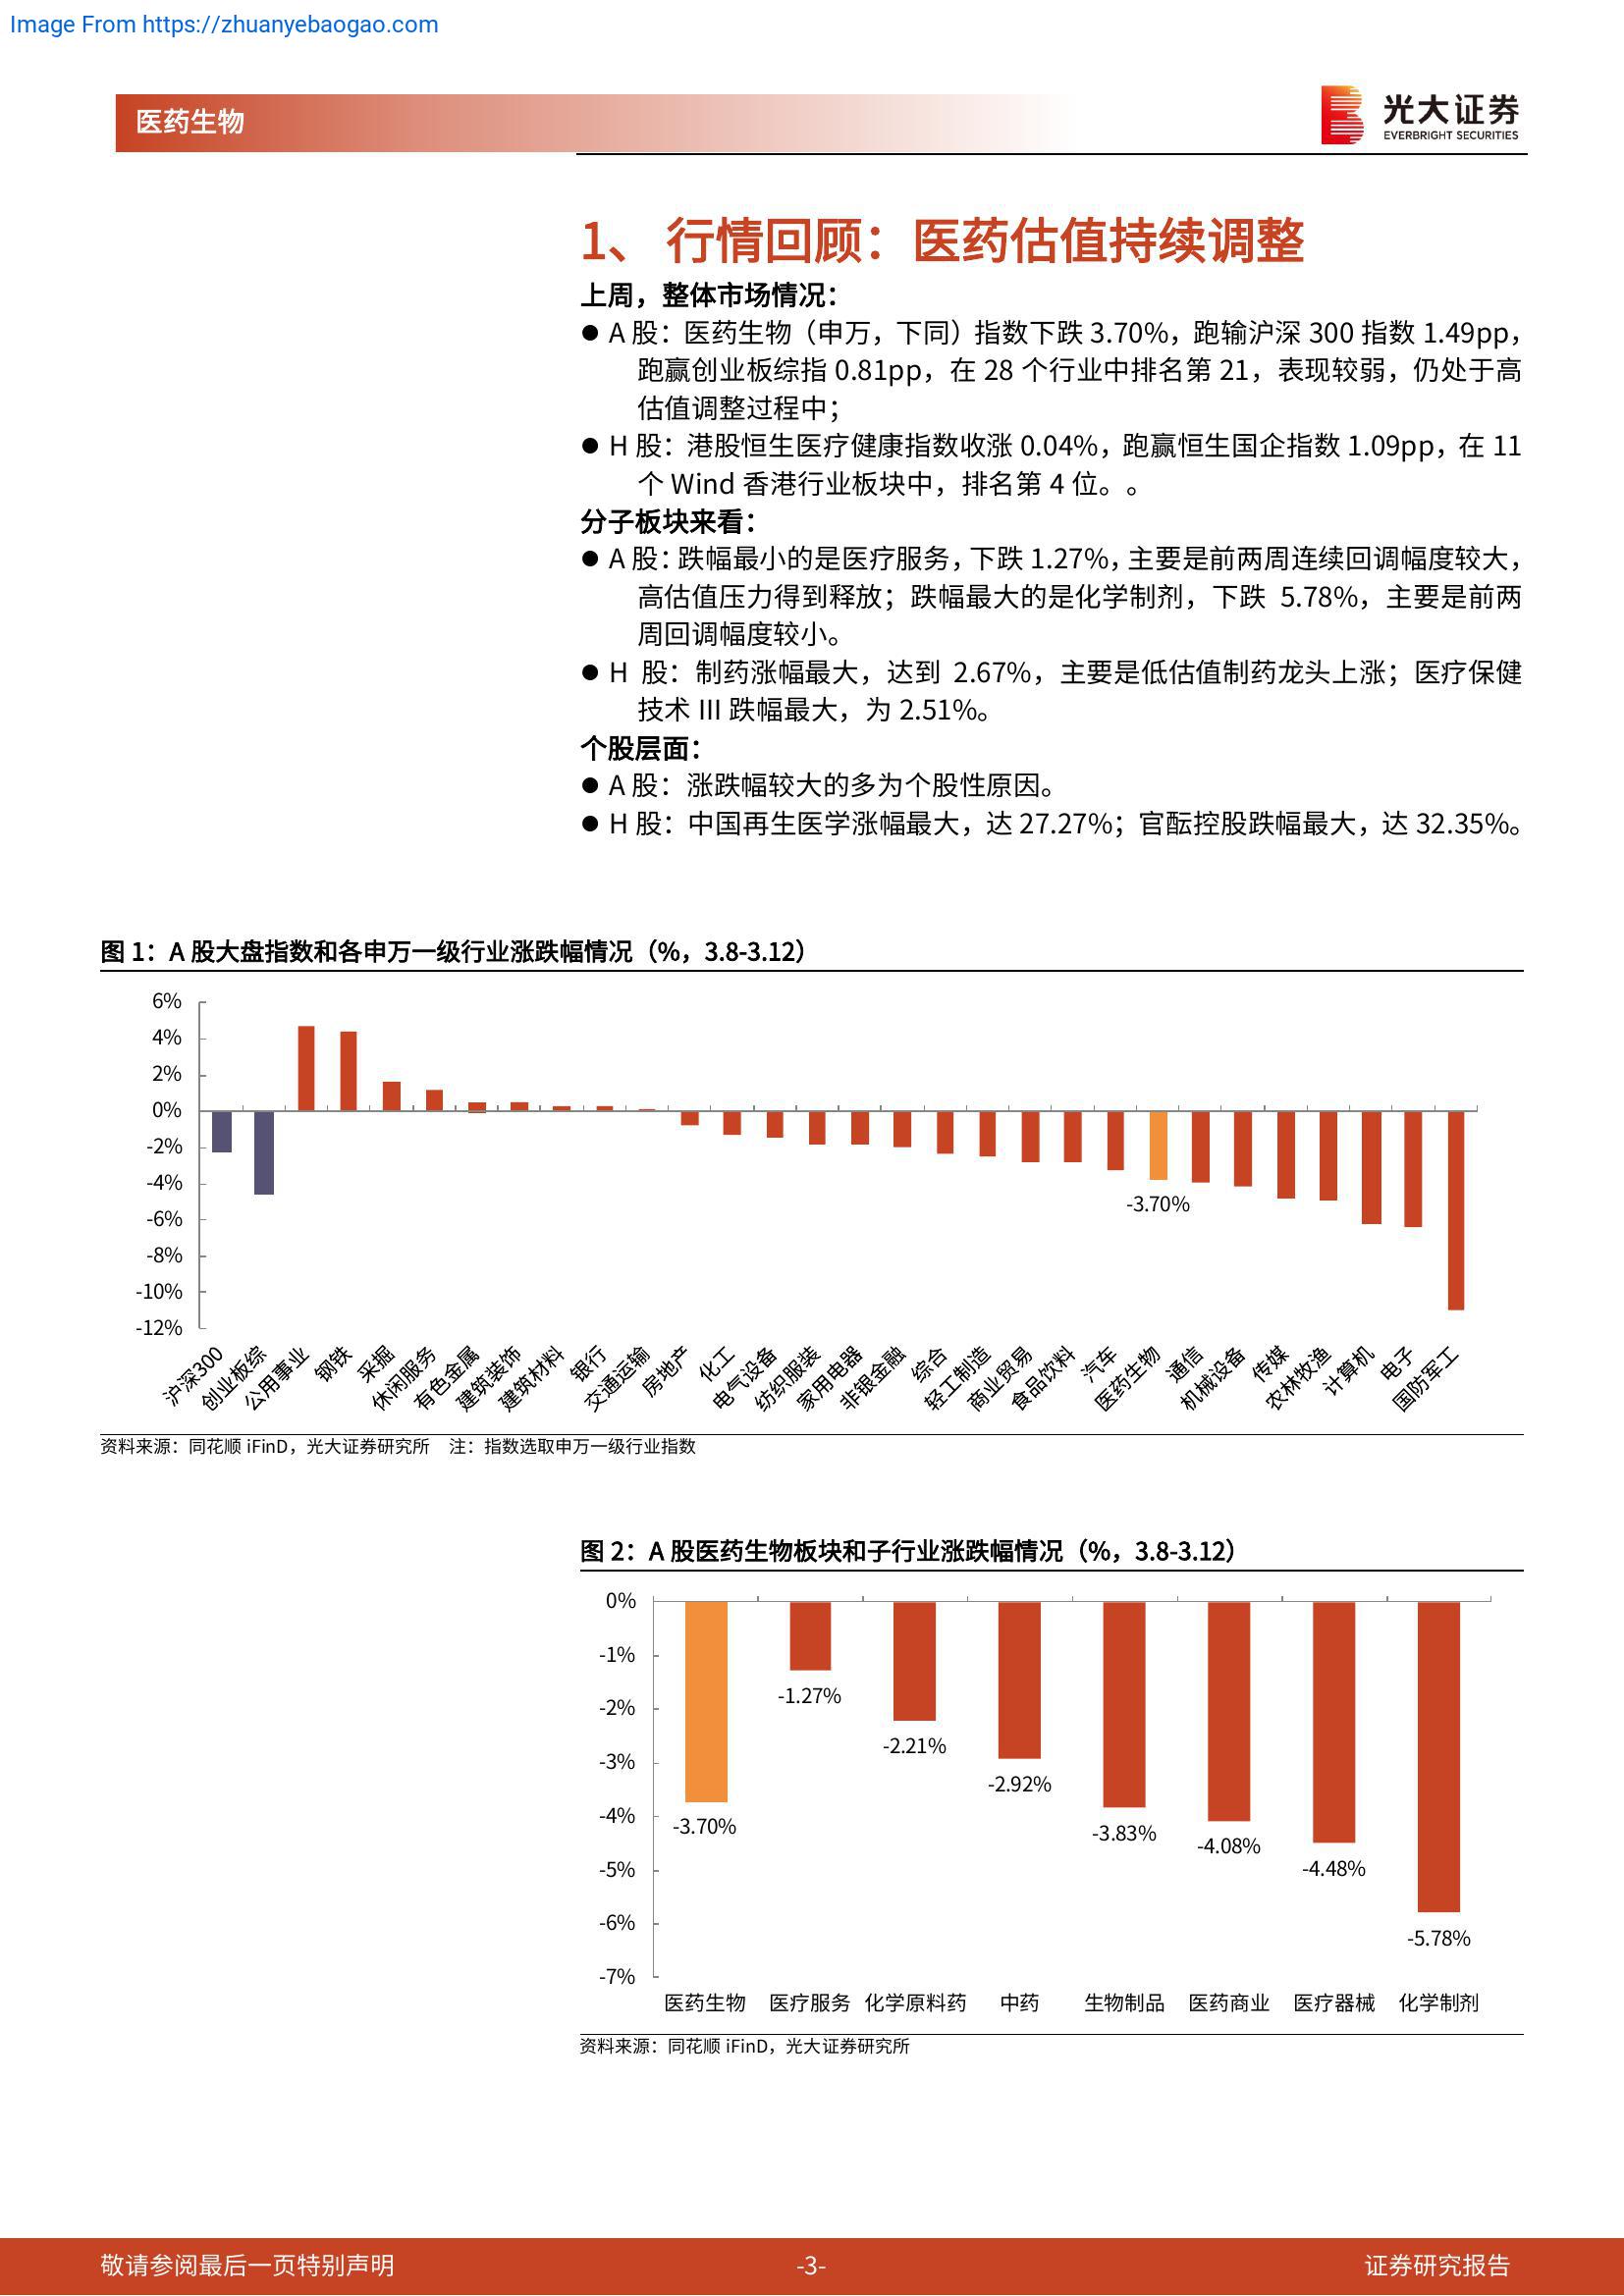 Image From https://zhuanyebaogao.com
医药生物
光大证券
EVERBRIGHT SECURITIES
1、 行情回顾：医药估值持续调整
上周，整体市场情况：
● A 股：医药生物（申万，下同）指数下跌 3.70%，跑输沪深 300 指数 1.49pp，
跑赢创业板综指 0.81pp，在 28 个行业中排名第 21，表现较弱，仍处于高
估值调整过程中；
● H 股：港股恒生医疗健康指数收涨 0.04%，跑赢恒生国企指数 1.09pp，在 11
个 Wind 香港行业板块中，排名第 4 位。。
分子板块来看：
● A 股：跌幅最小的是医疗服务，下跌 1.27%，主要是前两周连续回调幅度较大，
高估值压力得到释放；跌幅最大的是化学制剂，下跌 5.78%，主要是前两
周回调幅度较小。
● H 股：制药涨幅最大，达到 2.67%，主要是低估值制药龙头上涨；医疗保健
技术 III 跌幅最大，为 2.51%。
个股层面：
● A 股：涨跌幅较大的多为个股性原因。
● H 股：中国再生医学涨幅最大，达 27.27%；官酝控股跌幅最大，达 32.35%。
图 1：A 股大盘指数和各申万一级行业涨跌幅情况（%，3.8-3.12）
6%
4%
2%
0%
-2%
-4%
-6%
-8%
-10%
-12%
-3.70%
沪深300
创业板综
公用事业
钢铁
采掘
休闲服务
有色金属
建筑装饰
建筑材料
银行
交通运输
房地产
化工
电气设备
纺织服装
家用电器
非银金融
综合
轻工制造
商业贸易
食品饮料
汽车
医药生物
通信
机械设备
传媒
农林牧渔
计算机
电子
国防军工
资料来源：同花顺 iFinD，光大证券研究所 注：指数选取申万一级行业指数
图 2：A 股医药生物板块和子行业涨跌幅情况（%，3.8-3.12）
0%
-1%
-2%
-3%
-4%
-5%
-6%
-7%
-3.70%
-1.27%
-2.21%
-2.92%
-3.83%
-4.08%
-4.48%
-5.78%
医药生物 医疗服务 化学原料药 中药 生物制品 医药商业 医疗器械 化学制剂
资料来源：同花顺 iFinD，光大证券研究所
敬请参阅最后一页特别声明 -3- 证券研究报告